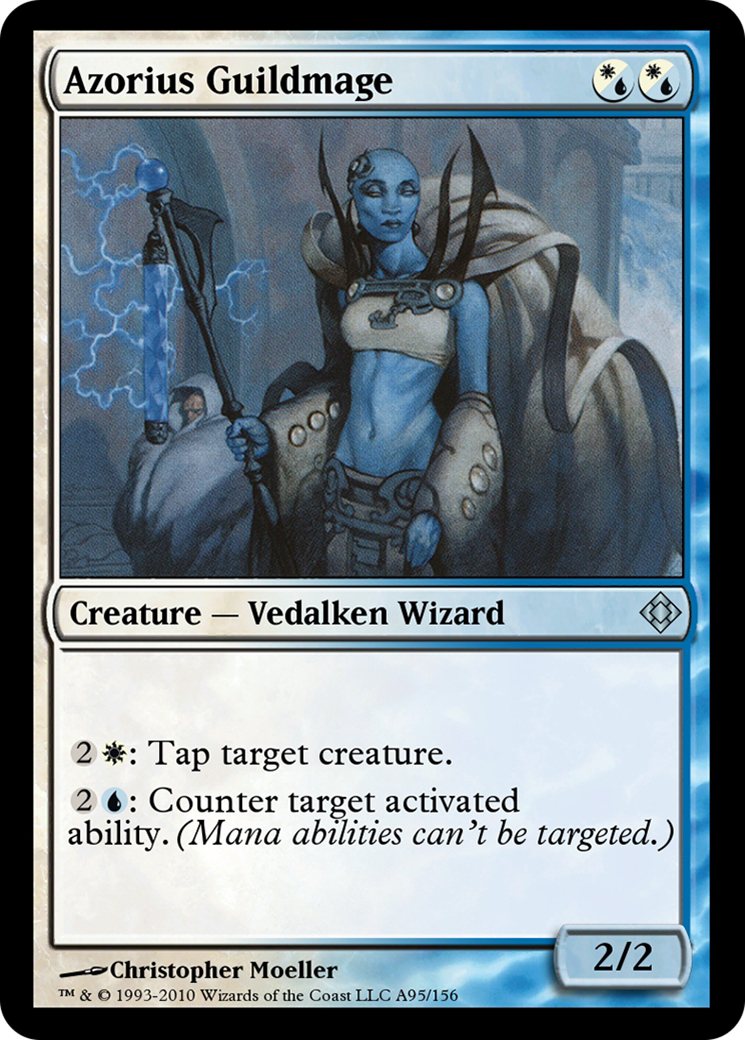 Azorius Guildmage
Creature — Vedalken Wizard
2: Tap target creature.
2: Counter target activated
ability. (Mana abilities can't be targeted.)
2/2
Christopher Moeller
™ & © 1993-2010 Wizards of the Coast LLC A95/156